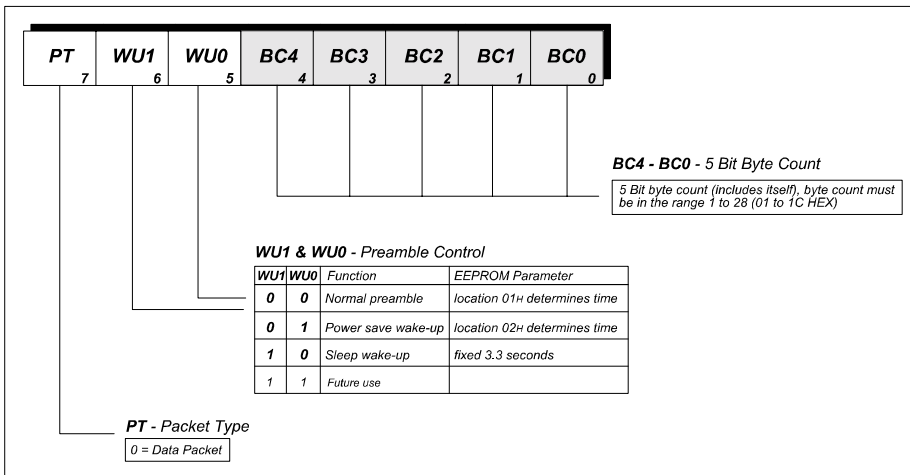 PT WU1 WU0 BC4 BC3 BC2 BC1 BC0
7 6 5 4 3 2 1 0
BC4 - BC0 - 5 Bit Byte Count
5 Bit byte count (includes itself), byte count must
be in the range 1 to 28 (01 to 1C HEX)
WU1 & WU0 - Preamble Control
WU1 WU0 Function EEPROM Parameter
0 0 Normal preamble location 01H determines time
0 1 Power save wake-up location 02H determines time
1 0 Sleep wake-up fixed 3.3 seconds
1 1 Future use
PT - Packet Type
0 = Data Packet